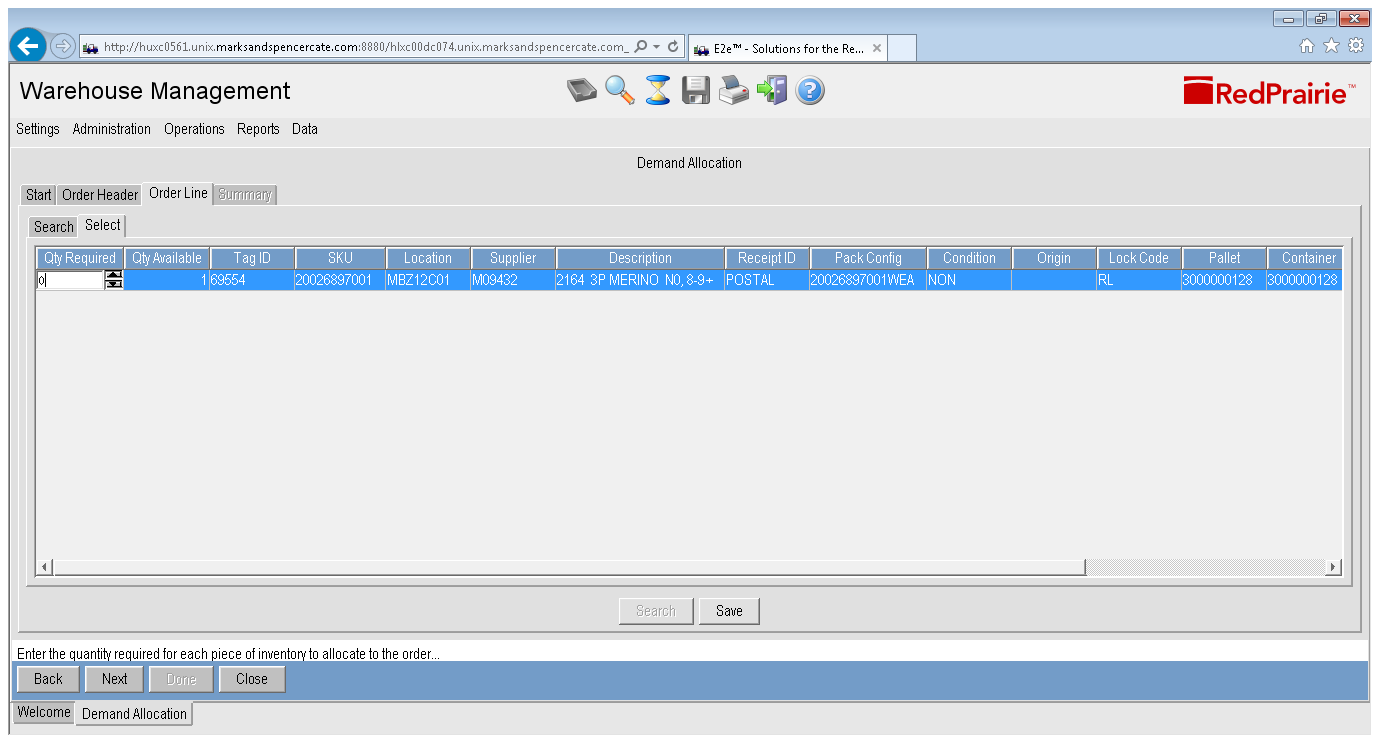 http://huxc0561.unix.marksandspencercate.com:8880/hlxc00dc074.unix.marksandspencercate.com_
E2e™ - Solutions for the Re...
Warehouse Management
RedPrairie™
Settings Administration Operations Reports Data
Demand Allocation
Start Order Header Order Line Summary
Search Select
Qty Required Qty Available Tag ID SKU Location Supplier Description Receipt ID Pack Config Condition Origin Lock Code Pallet Container
0 1 69554 20026897001 MBZ12C01 M09432 2164 3P MERINO N0, 8-9+ POSTAL 20026897001WEA NON RL 3000000128 3000000128
Search Save
Enter the quantity required for each piece of inventory to allocate to the order...
Back Next Done Close
Welcome Demand Allocation